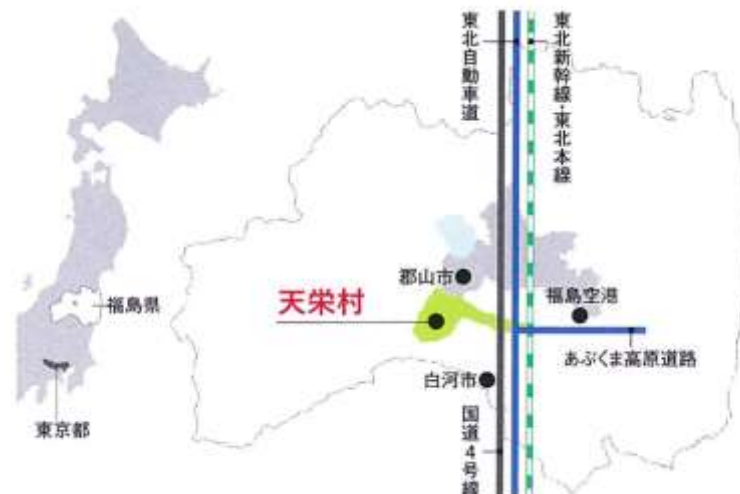 東北自動車道
東北新幹線・東北本線
福島県
東京都
郡山市
天栄村
福島空港
あぶくま高原道路
白河市
国道4号線